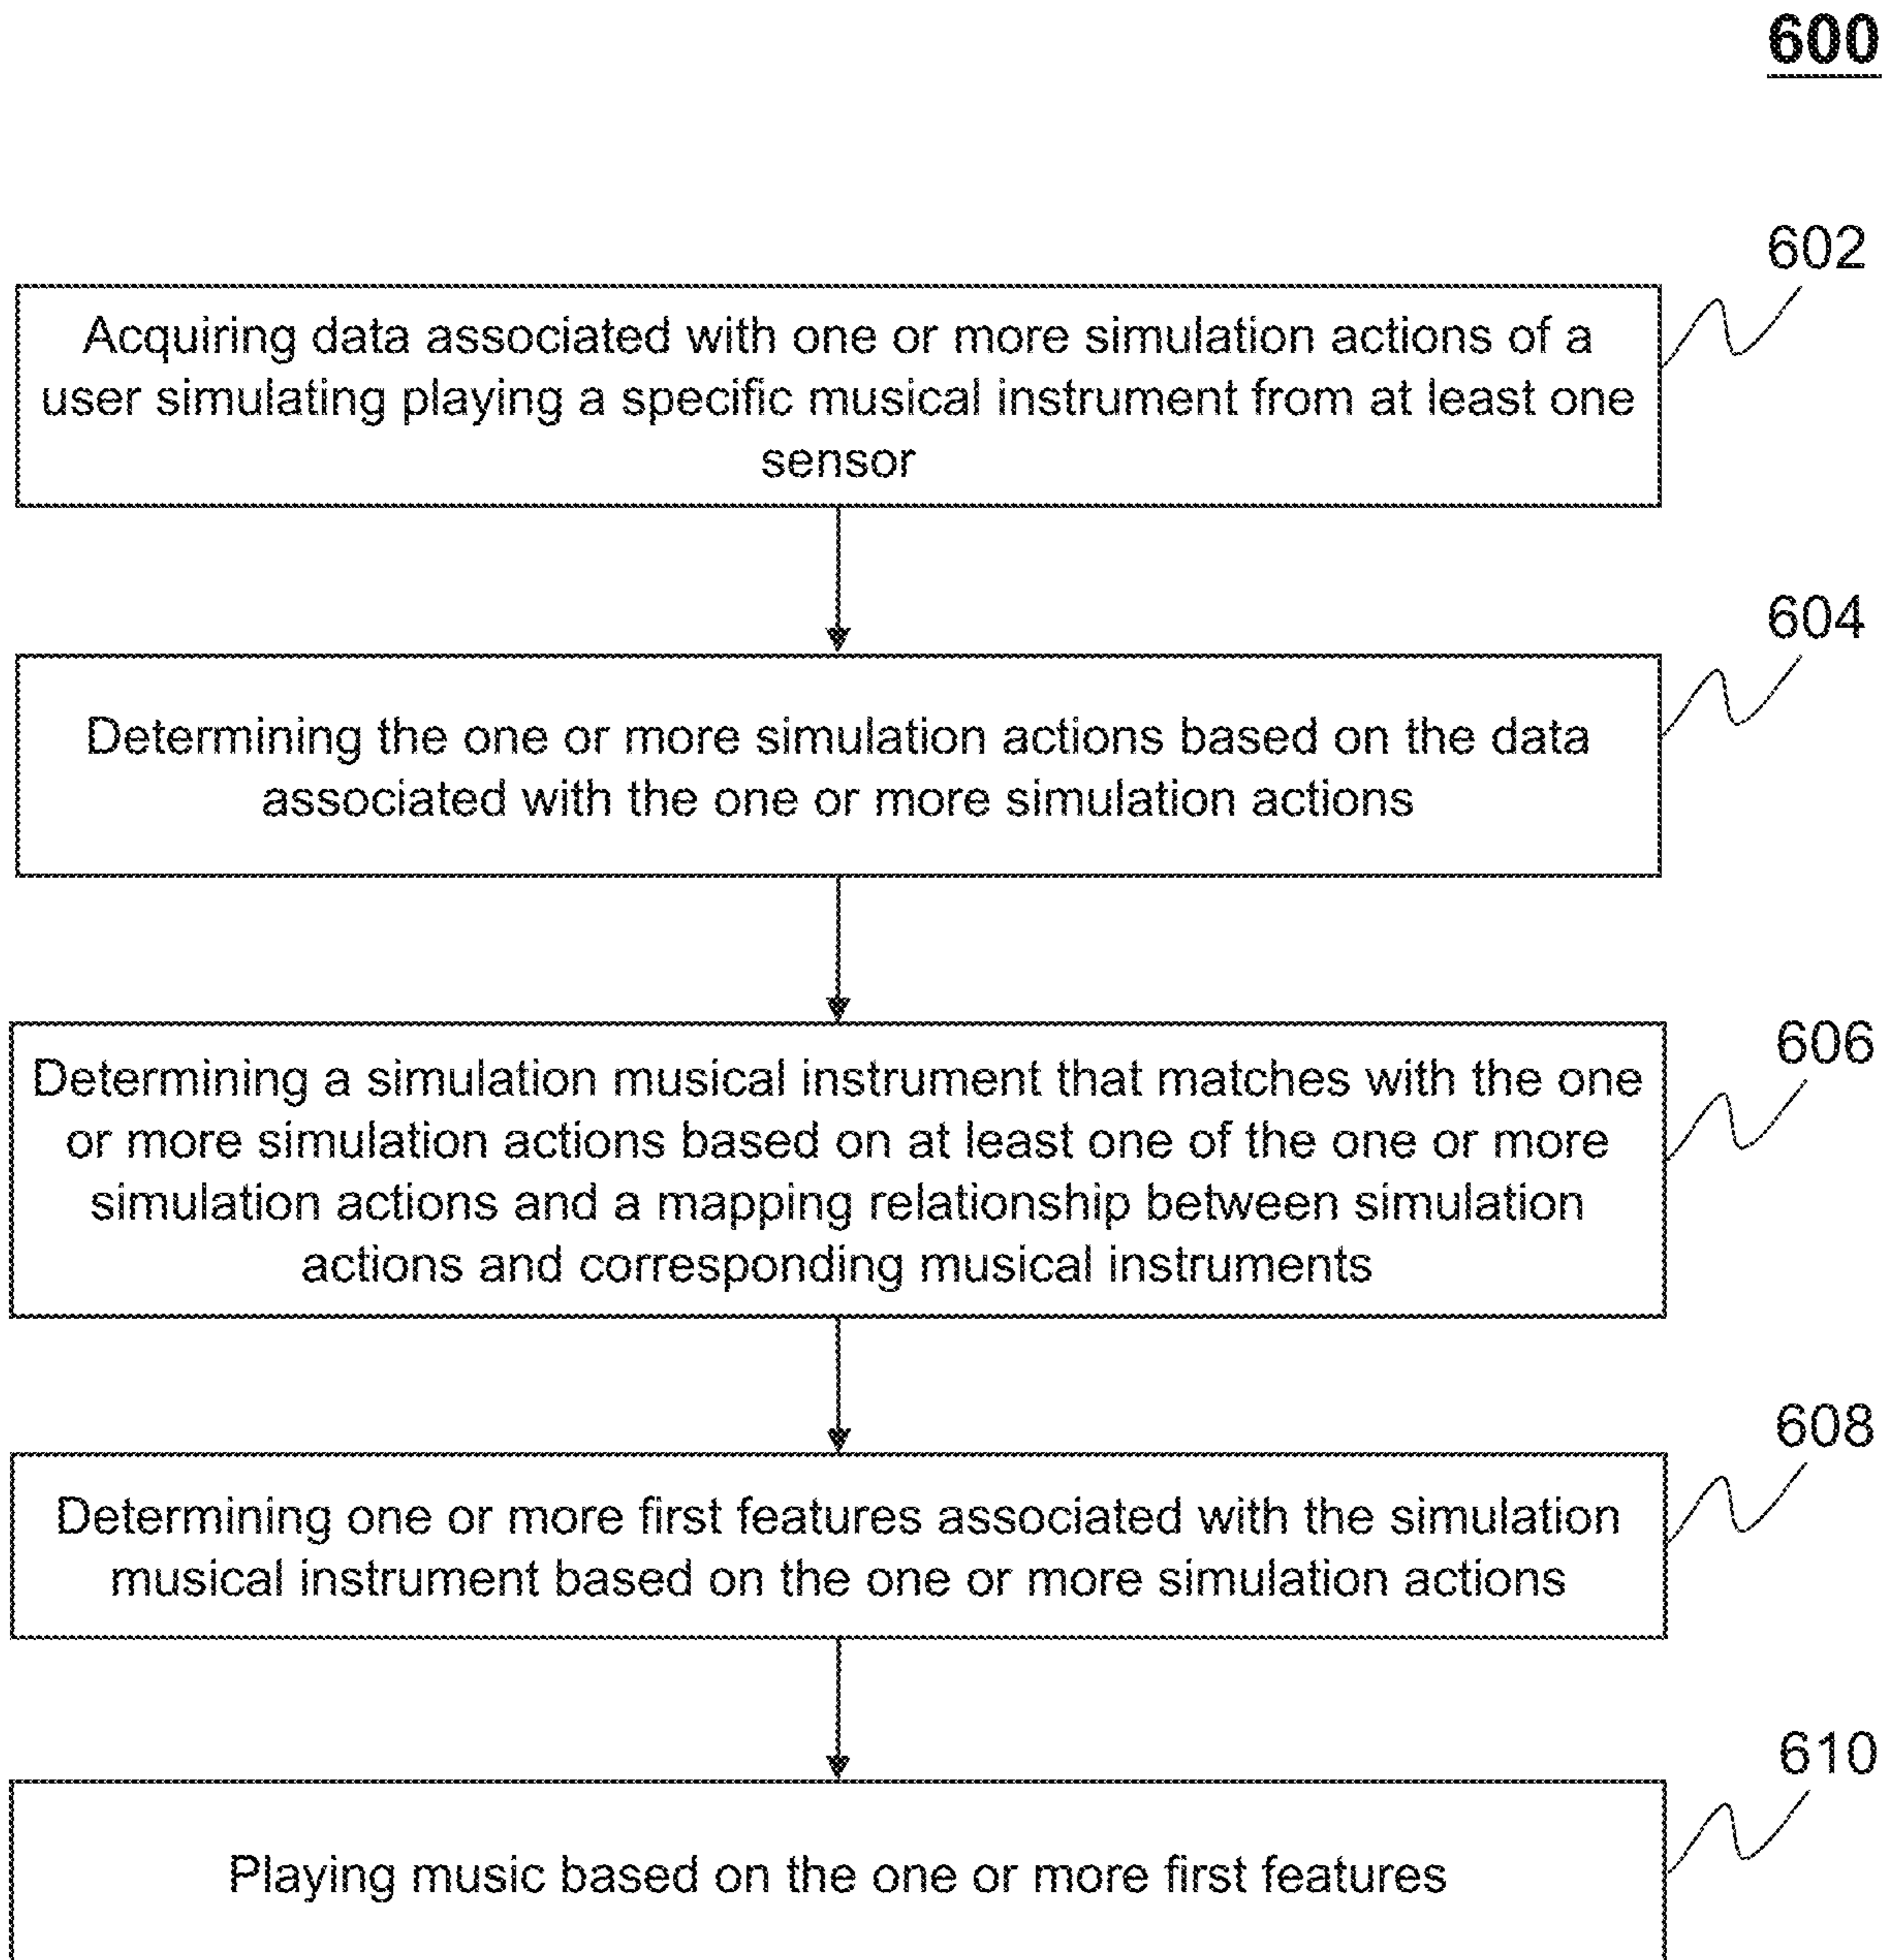 600
602
Acquiring data associated with one or more simulation actions of a
user simulating playing a specific musical instrument from at least one
sensor
604
Determining the one or more simulation actions based on the data
associated with the one or more simulation actions
606
Determining a simulation musical instrument that matches with the one
or more simulation actions based on at least one of the one or more
simulation actions and a mapping relationship between simulation
actions and corresponding musical instruments
608
Determining one or more first features associated with the simulation
musical instrument based on the one or more simulation actions
610
Playing music based on the one or more first features